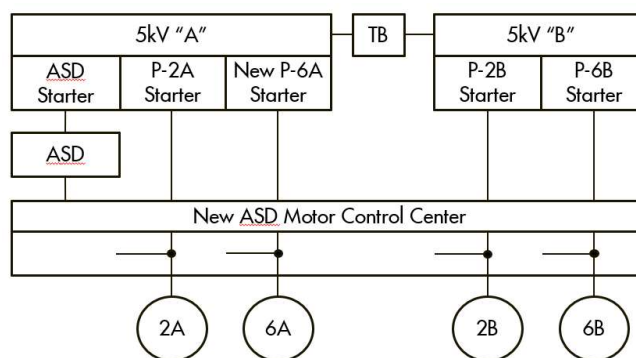 5kV “A”
TB
5kV “B”
ASD
Starter
P-2A
Starter
New P-6A
Starter
P-2B
Starter
P-6B
Starter
ASD
New ASD Motor Control Center
2A
6A
2B
6B